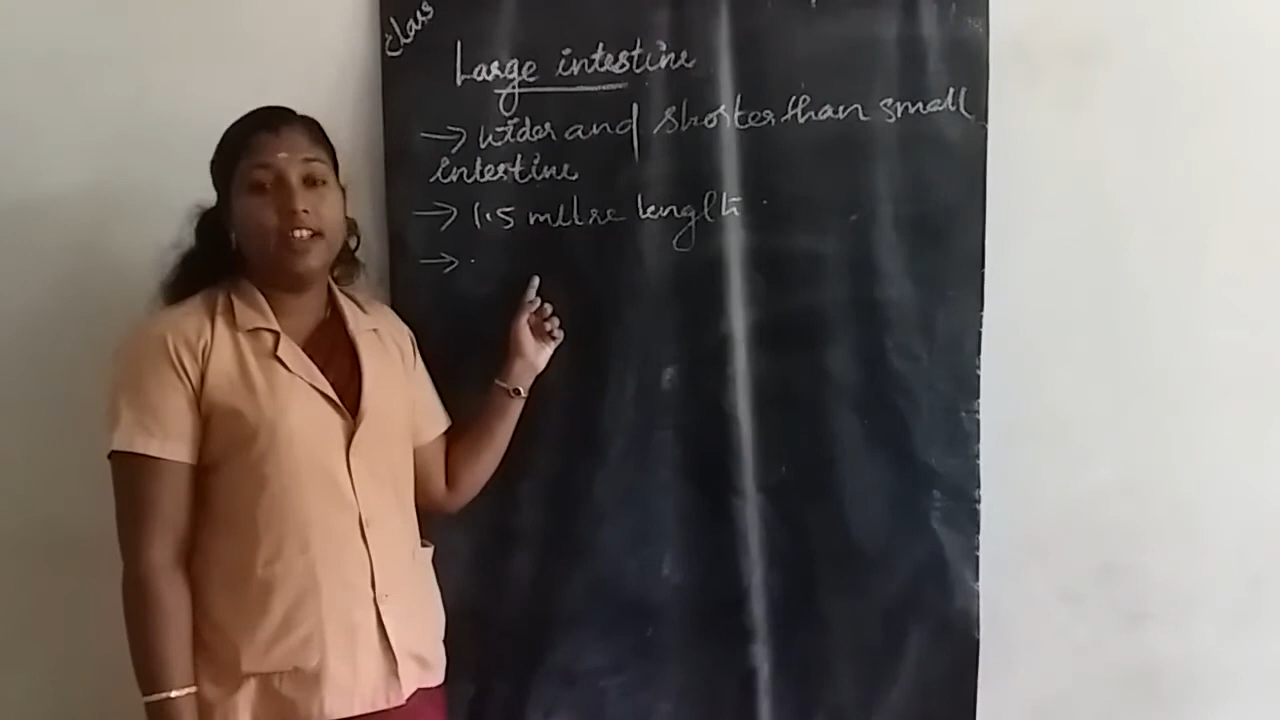 Class
Large intestine
→ Wider and shorter than small
intestine
→ 1.5 metre length.
→ .